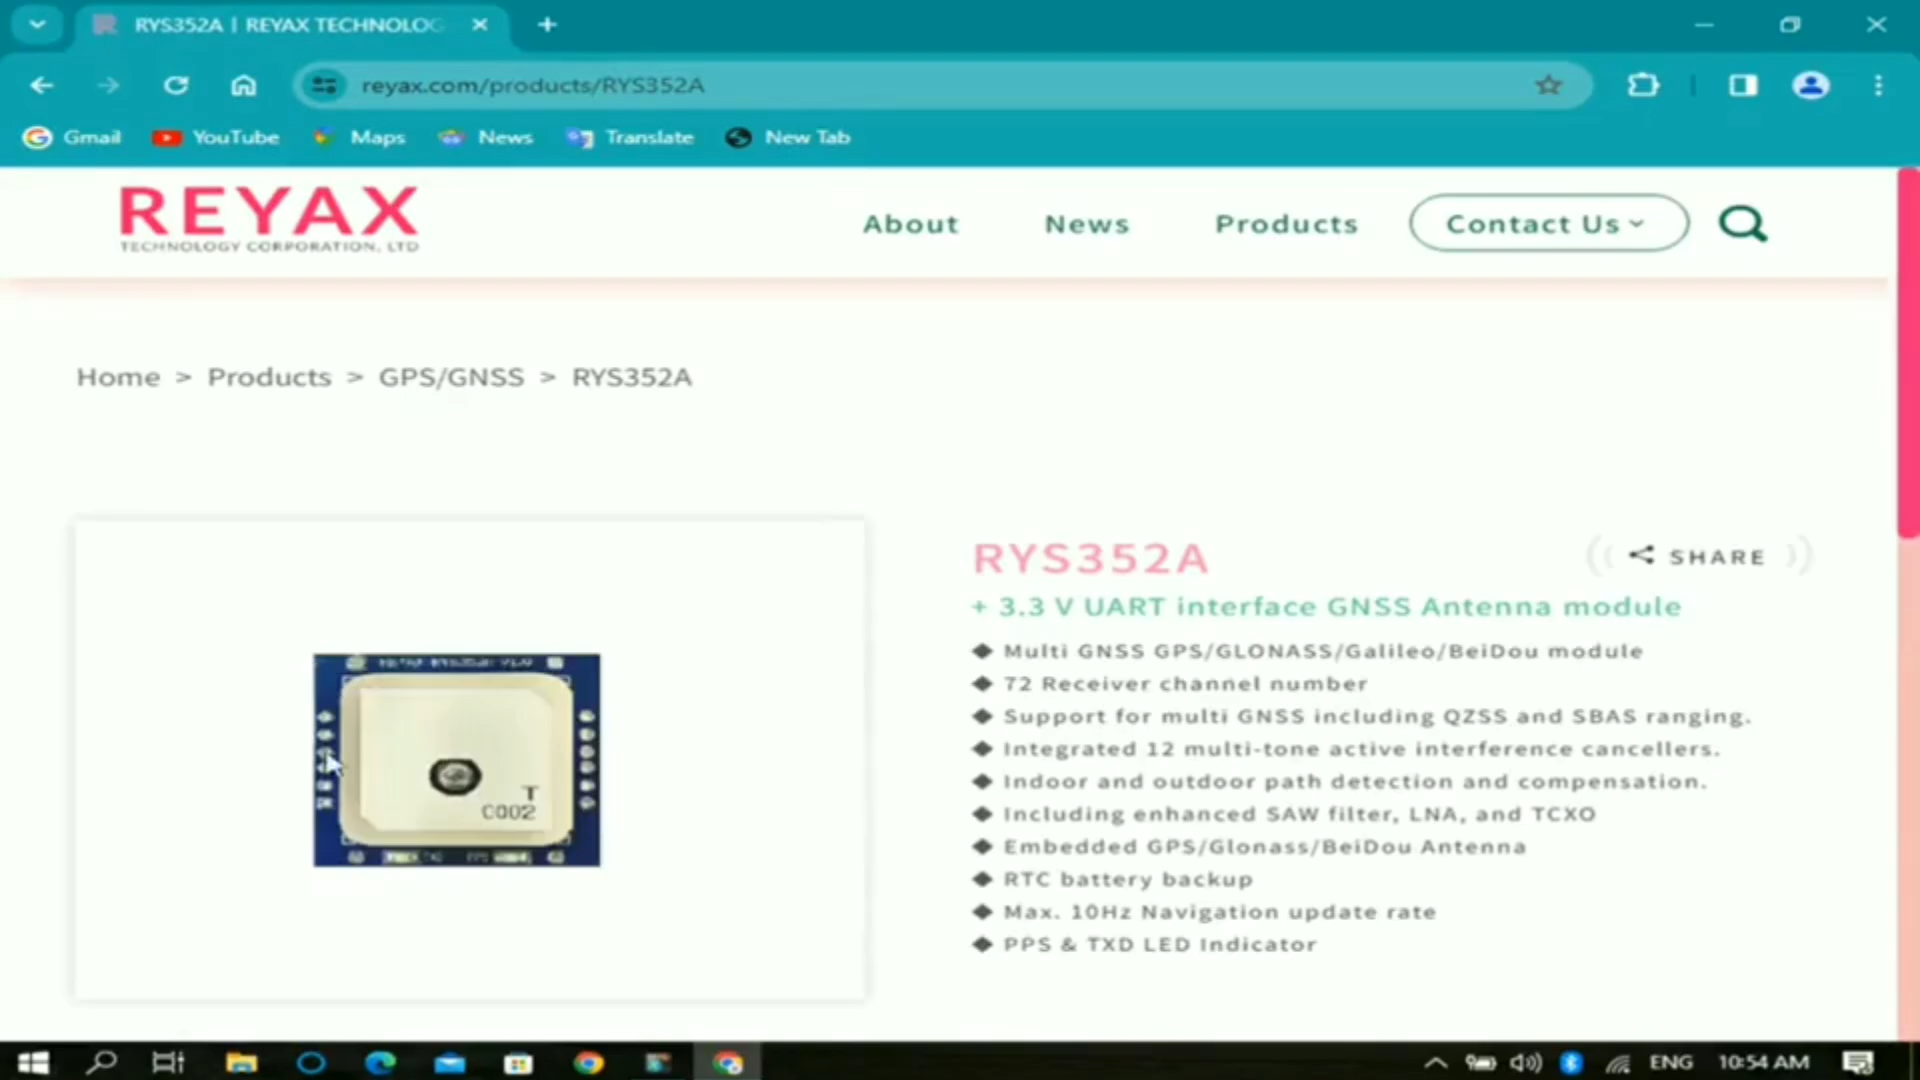 RYS352A | REYAX TECHNOLOG
reyax.com/products/RYS352A
Gmail YouTube Maps News Translate New Tab
REYAX
TECHNOLOGY CORPORATION, LTD
About News Products Contact Us
Home > Products > GPS/GNSS > RYS352A
RYS352A
SHARE
+ 3.3 V UART interface GNSS Antenna module
◆ Multi GNSS GPS/GLONASS/Galileo/BeiDou module
◆ 72 Receiver channel number
◆ Support for multi GNSS including QZSS and SBAS ranging.
◆ Integrated 12 multi-tone active interference cancellers.
◆ Indoor and outdoor path detection and compensation.
◆ Including enhanced SAW filter, LNA, and TCXO
◆ Embedded GPS/Glonass/BeiDou Antenna
◆ RTC battery backup
◆ Max. 10Hz Navigation update rate
◆ PPS & TXD LED Indicator
T
C002
ENG 10:54 AM